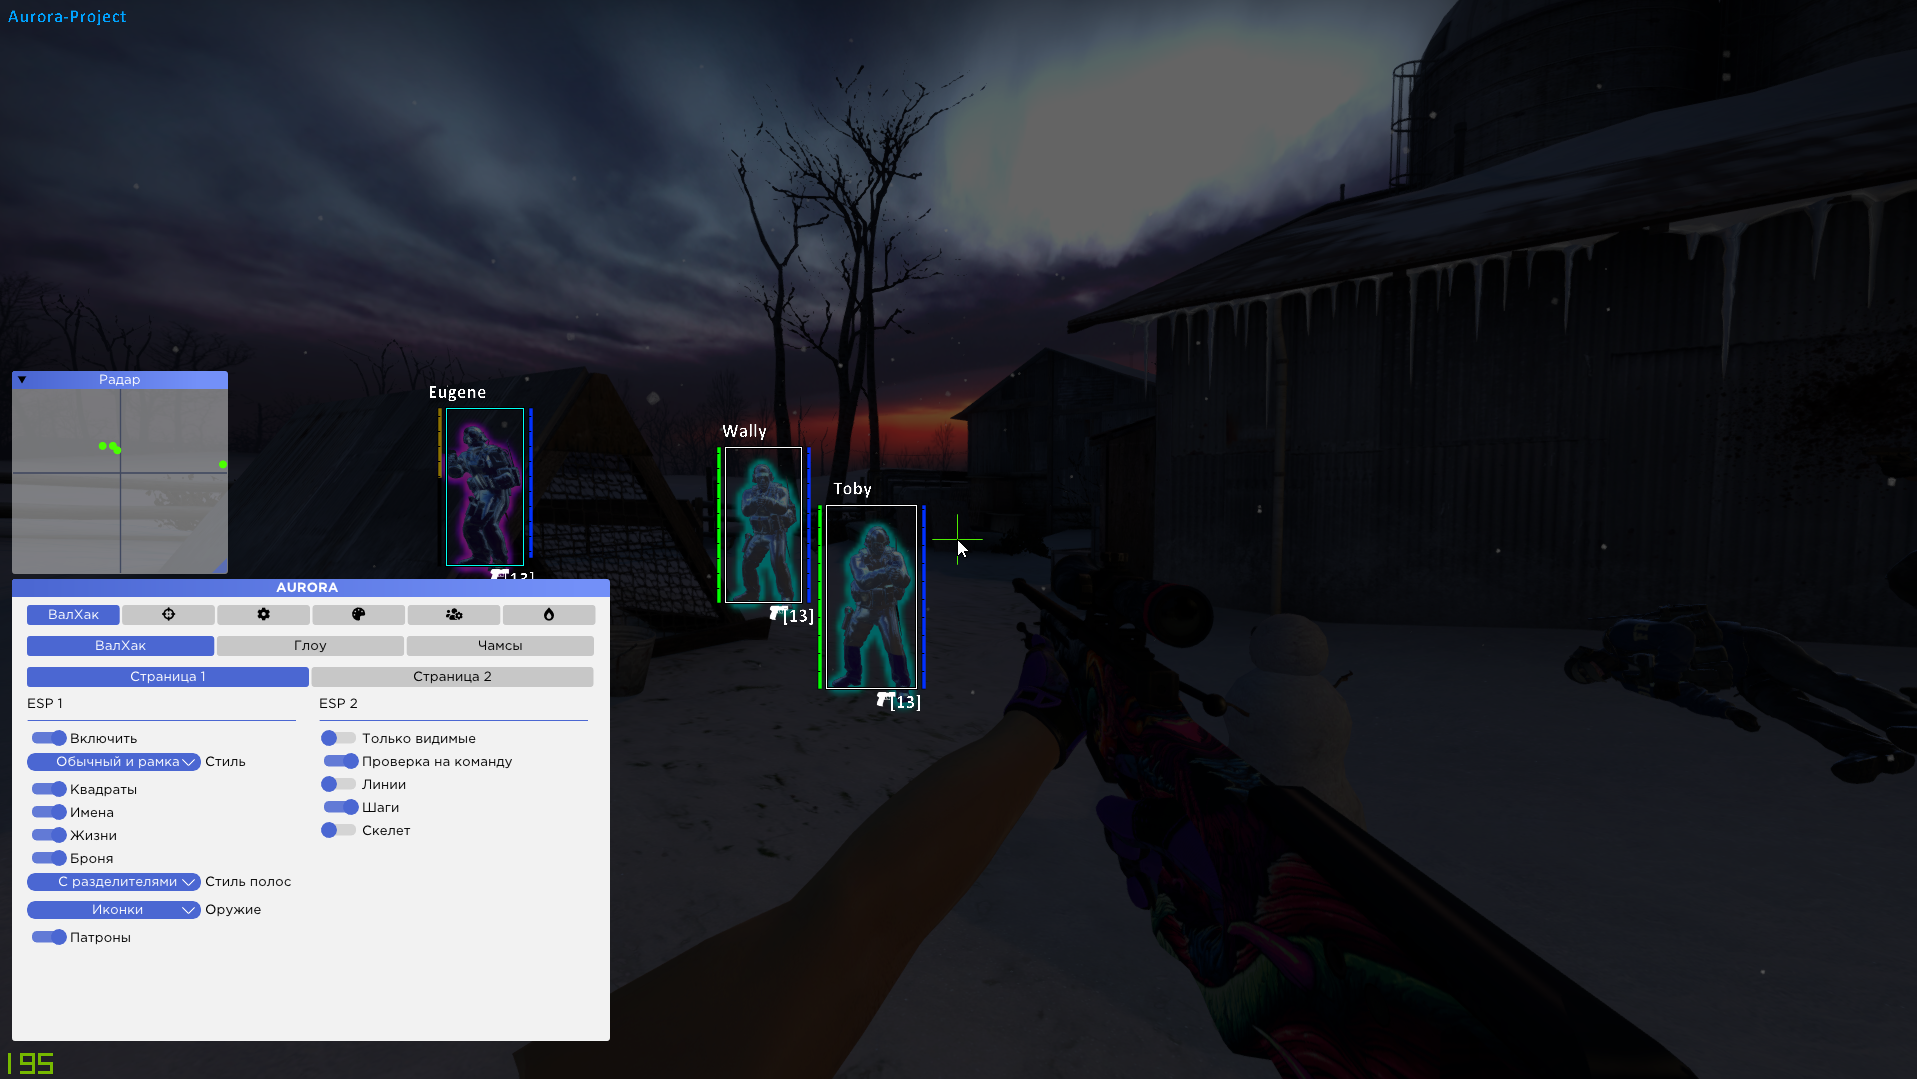 Aurora-Project
Радар
Eugene
[13]
Wally
[13]
Toby
[13]
AURORA
ВалХак
ВалХак
Глоу
Чамсы
Страница 1
Страница 2
ESP 1
ESP 2
Включить
Только видимые
Обычный и рамка
Стиль
Проверка на команду
Квадраты
Линии
Имена
Шаги
Жизни
Скелет
Броня
С разделителями
Стиль полос
Иконки
Оружие
Патроны
195